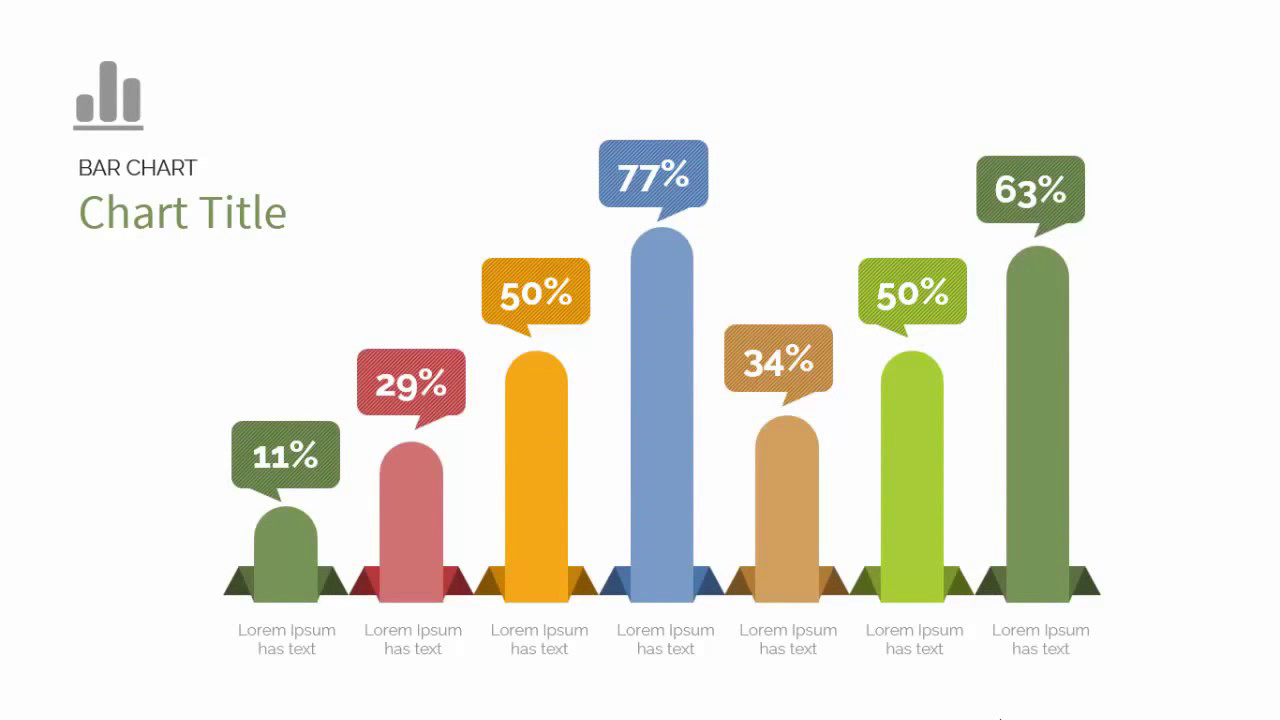 BAR CHART
Chart Title
77%
63%
50%
50%
34%
29%
11%
Lorem Ipsum
has text
Lorem Ipsum
has text
Lorem Ipsum
has text
Lorem Ipsum
has text
Lorem Ipsum
has text
Lorem Ipsum
has text
Lorem Ipsum
has text